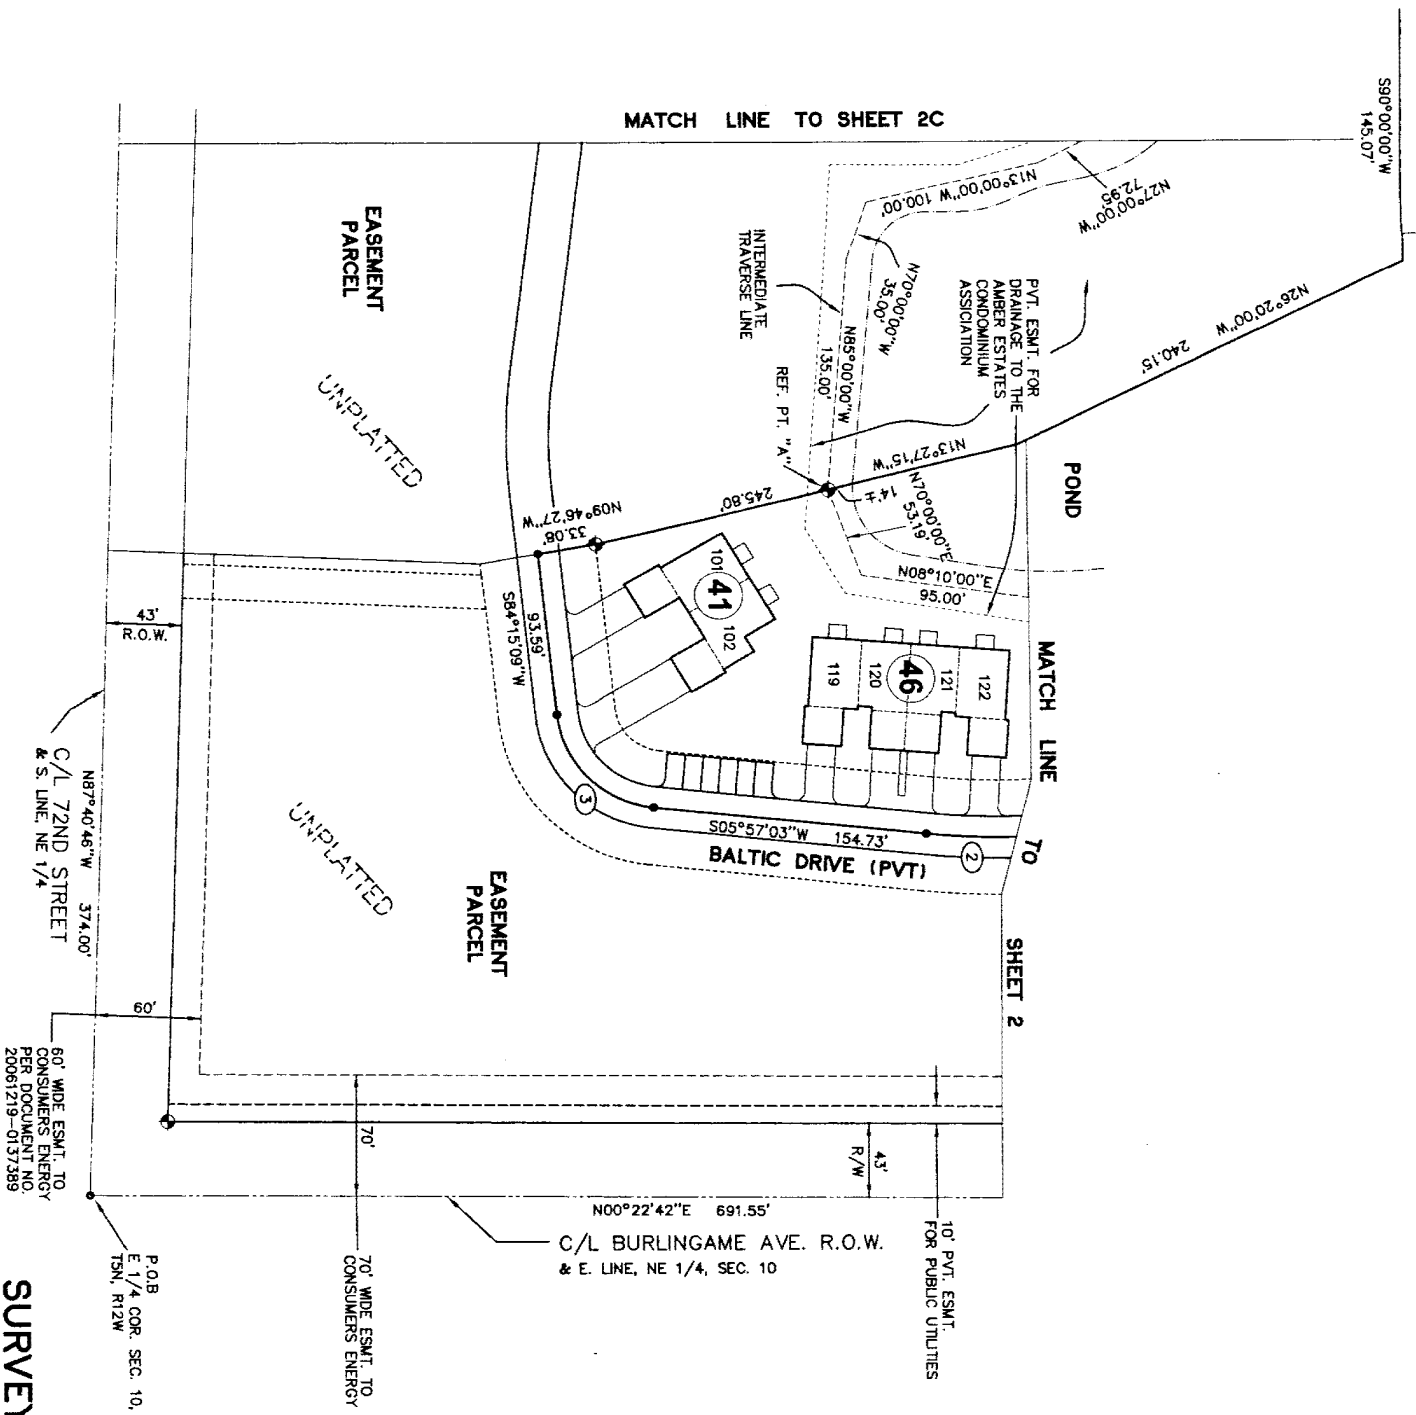 S90°00'00"W
145.07'
MATCH LINE TO SHEET 2C
N27°00'00"W
72.95'
N13°00'00"W 100.00'
N70°00'00"W
35.00'
N85°00'00"W
135.00'
INTERMEDIATE
TRAVERSE LINE
PVT. ESMT. FOR
DRAINAGE TO THE
AMBER ESTATES
CONDOMINIUM
ASSICIATION
REF. PT. "A"
N26°20'00"W
240.15'
N13°27'15"W
245.80'
14'±
N70°00'00"E
53.19'
N08°10'00"E
95.00'
POND
EASEMENT
PARCEL
UNPLATTED
N09°46'27"W
33.08'
101
41
102
119
120
46
121
122
MATCH LINE TO SHEET 2
93.59'
S84°15'09"W
3
S05°57'03"W 154.73'
2
BALTIC DRIVE (PVT)
43'
R.O.W.
C/L 72ND STREET
& S. LINE, NE 1/4
N87°40'46"W 374.00'
UNPLATTED
EASEMENT
PARCEL
60'
60' WIDE ESMT. TO
CONSUMERS ENERGY
PER DOCUMENT NO.
20061219-0137389
70'
43'
R/W
N00°22'42"E 691.55'
C/L BURLINGAME AVE. R.O.W.
& E. LINE, NE 1/4, SEC. 10
10' PVT. ESMT.
FOR PUBLIC UTILITIES
70' WIDE ESMT. TO
CONSUMERS ENERGY
P.O.B
E 1/4 COR. SEC. 10,
T5N, R12W
SURVEY